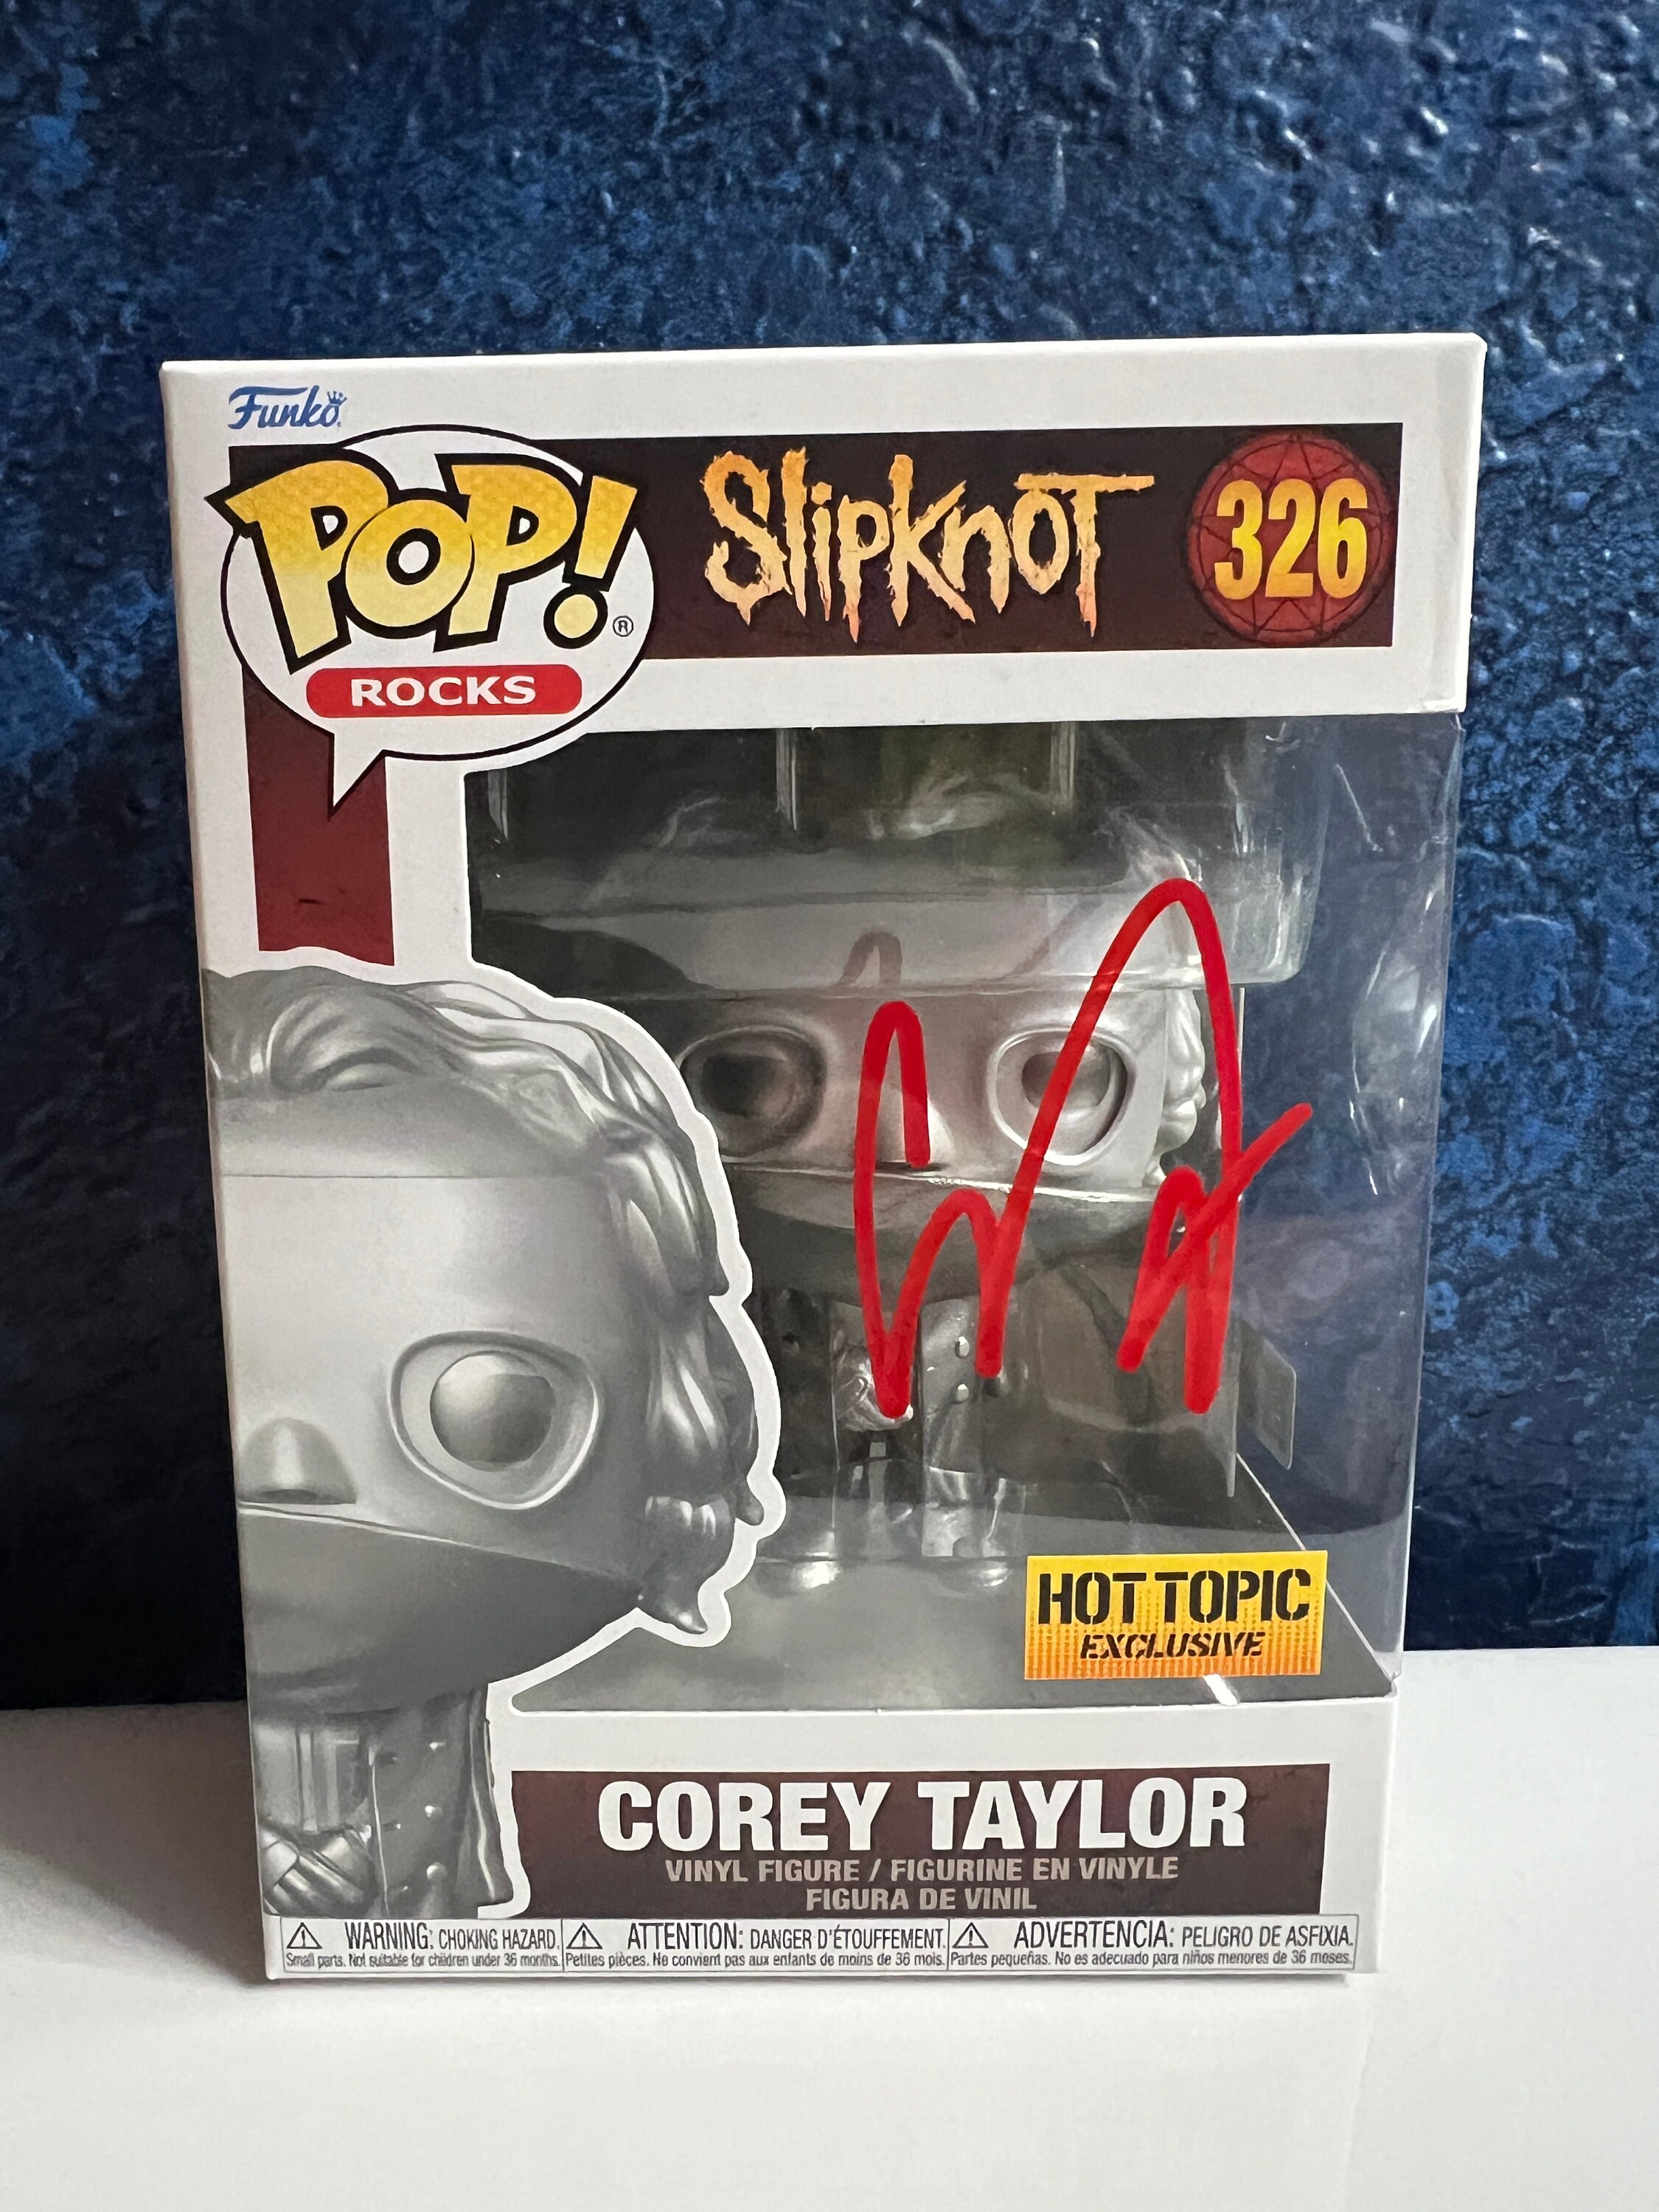 Funko
POP!®
ROCKS
SlipknoT
326
HOT TOPIC
EXCLUSIVE
COREY TAYLOR
VINYL FIGURE / FIGURINE EN VINYLE
FIGURA DE VINIL
WARNING: CHOKING HAZARD.
Small parts. Not suitable for children under 36 months.
ATTENTION: DANGER D'ÉTOUFFEMENT.
Petites pièces. Ne convient pas aux enfants de moins de 36 mois.
ADVERTENCIA: PELIGRO DE ASFIXIA.
Partes pequeñas. No es adecuado para niños menores de 36 meses.